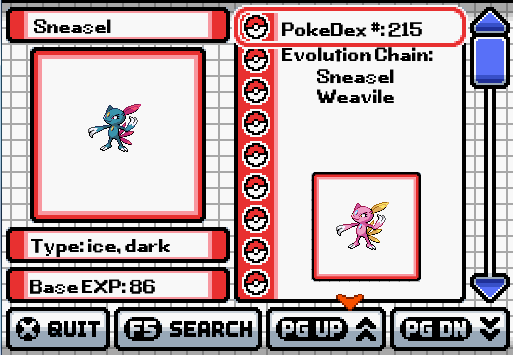 Sneasel
PokeDex #: 215
Evolution Chain:
Sneasel
Weavile
Type: ice, dark
Base EXP: 86
X QUIT
F5 SEARCH
PG UP
PG DN